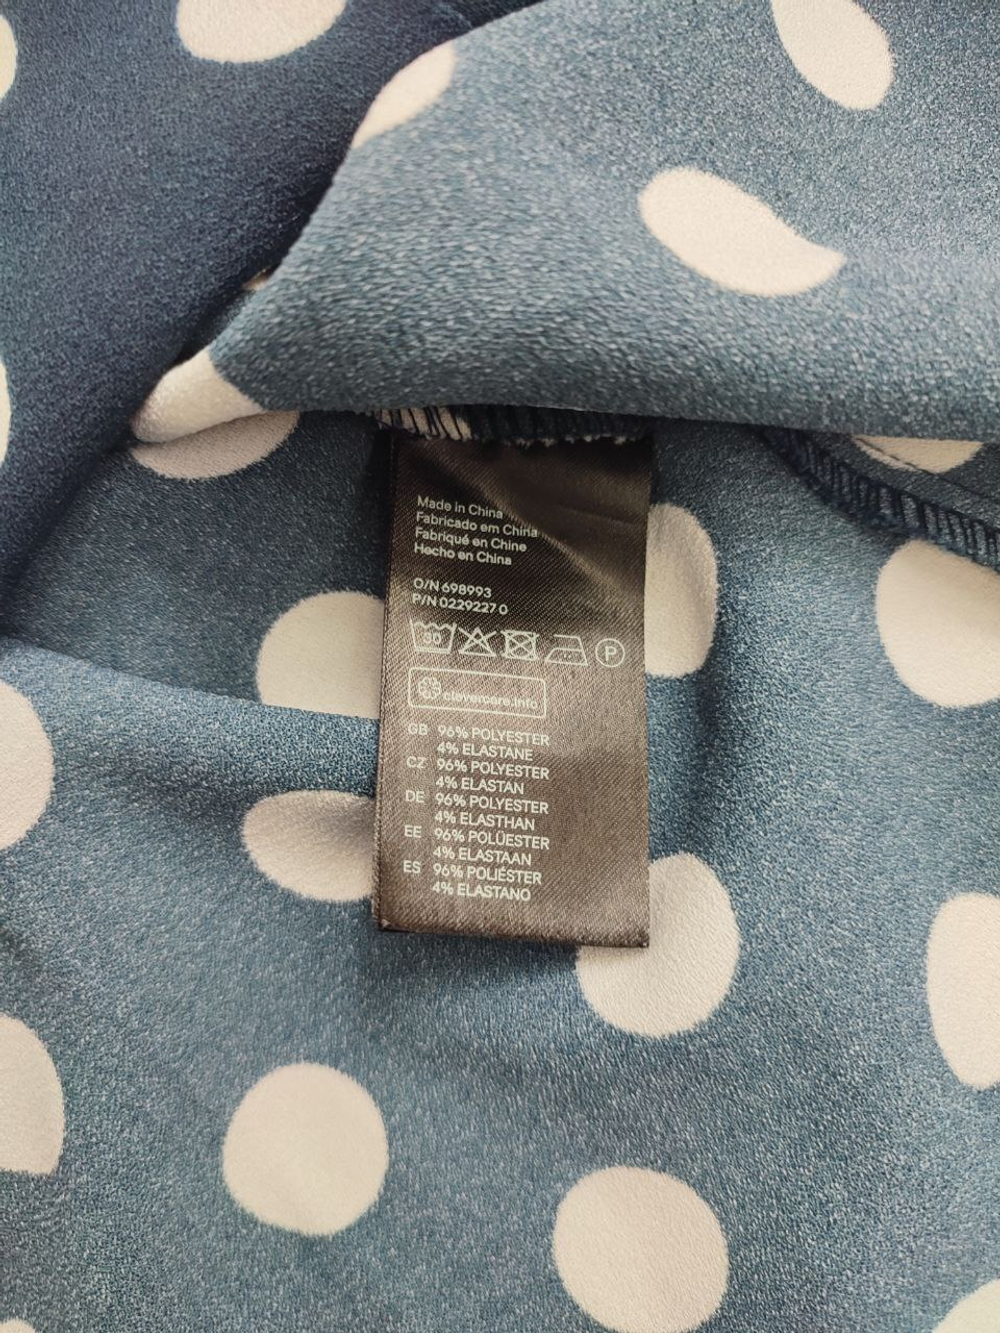 Made in China
Fabricado em China
Fabriqué en Chine
Hecho en China
O/N 698993
P/N 0229227 0
P
clevercare.info
GB 96% POLYESTER
4% ELASTANE
CZ 96% POLYESTER
4% ELASTAN
DE 96% POLYESTER
4% ELASTHAN
EE 96% POLÜESTER
4% ELASTAAN
ES 96% POLIÉSTER
4% ELASTANO